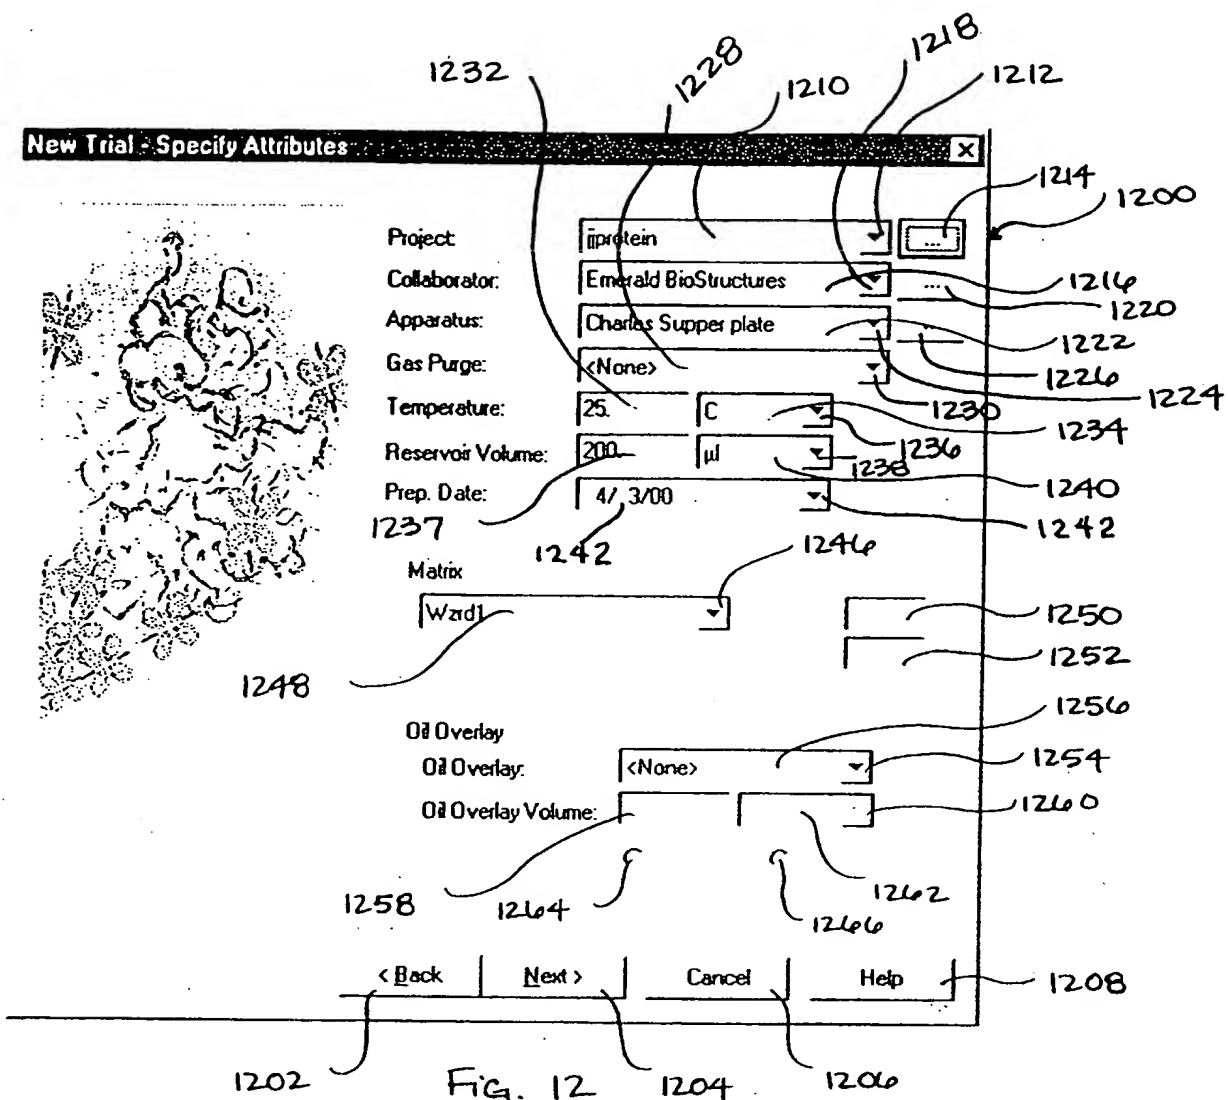 1232 1228 1210 1218 1212
New Trial - Specify Attributes
1214 1200
Project: jjprotein ...
Collaborator: Emerald BioStructures ... 1216
1220
Apparatus: Charles Supper plate 1222
Gas Purge: <None> 1226
1230 1224
Temperature: 25. C 1234
1236
Reservoir Volume: 200. µl 1238
1240
Prep. Date: 4/ 3/00
1237 1242 1242
Matrix 1246
Wzrd1 1250
1252
1248
1256
Oil Overlay
Oil Overlay: <None> 1254
Oil Overlay Volume: 1260
1258 1264 1262
1266
< Back Next > Cancel Help 1208
1202 FIG. 12 1204 1206